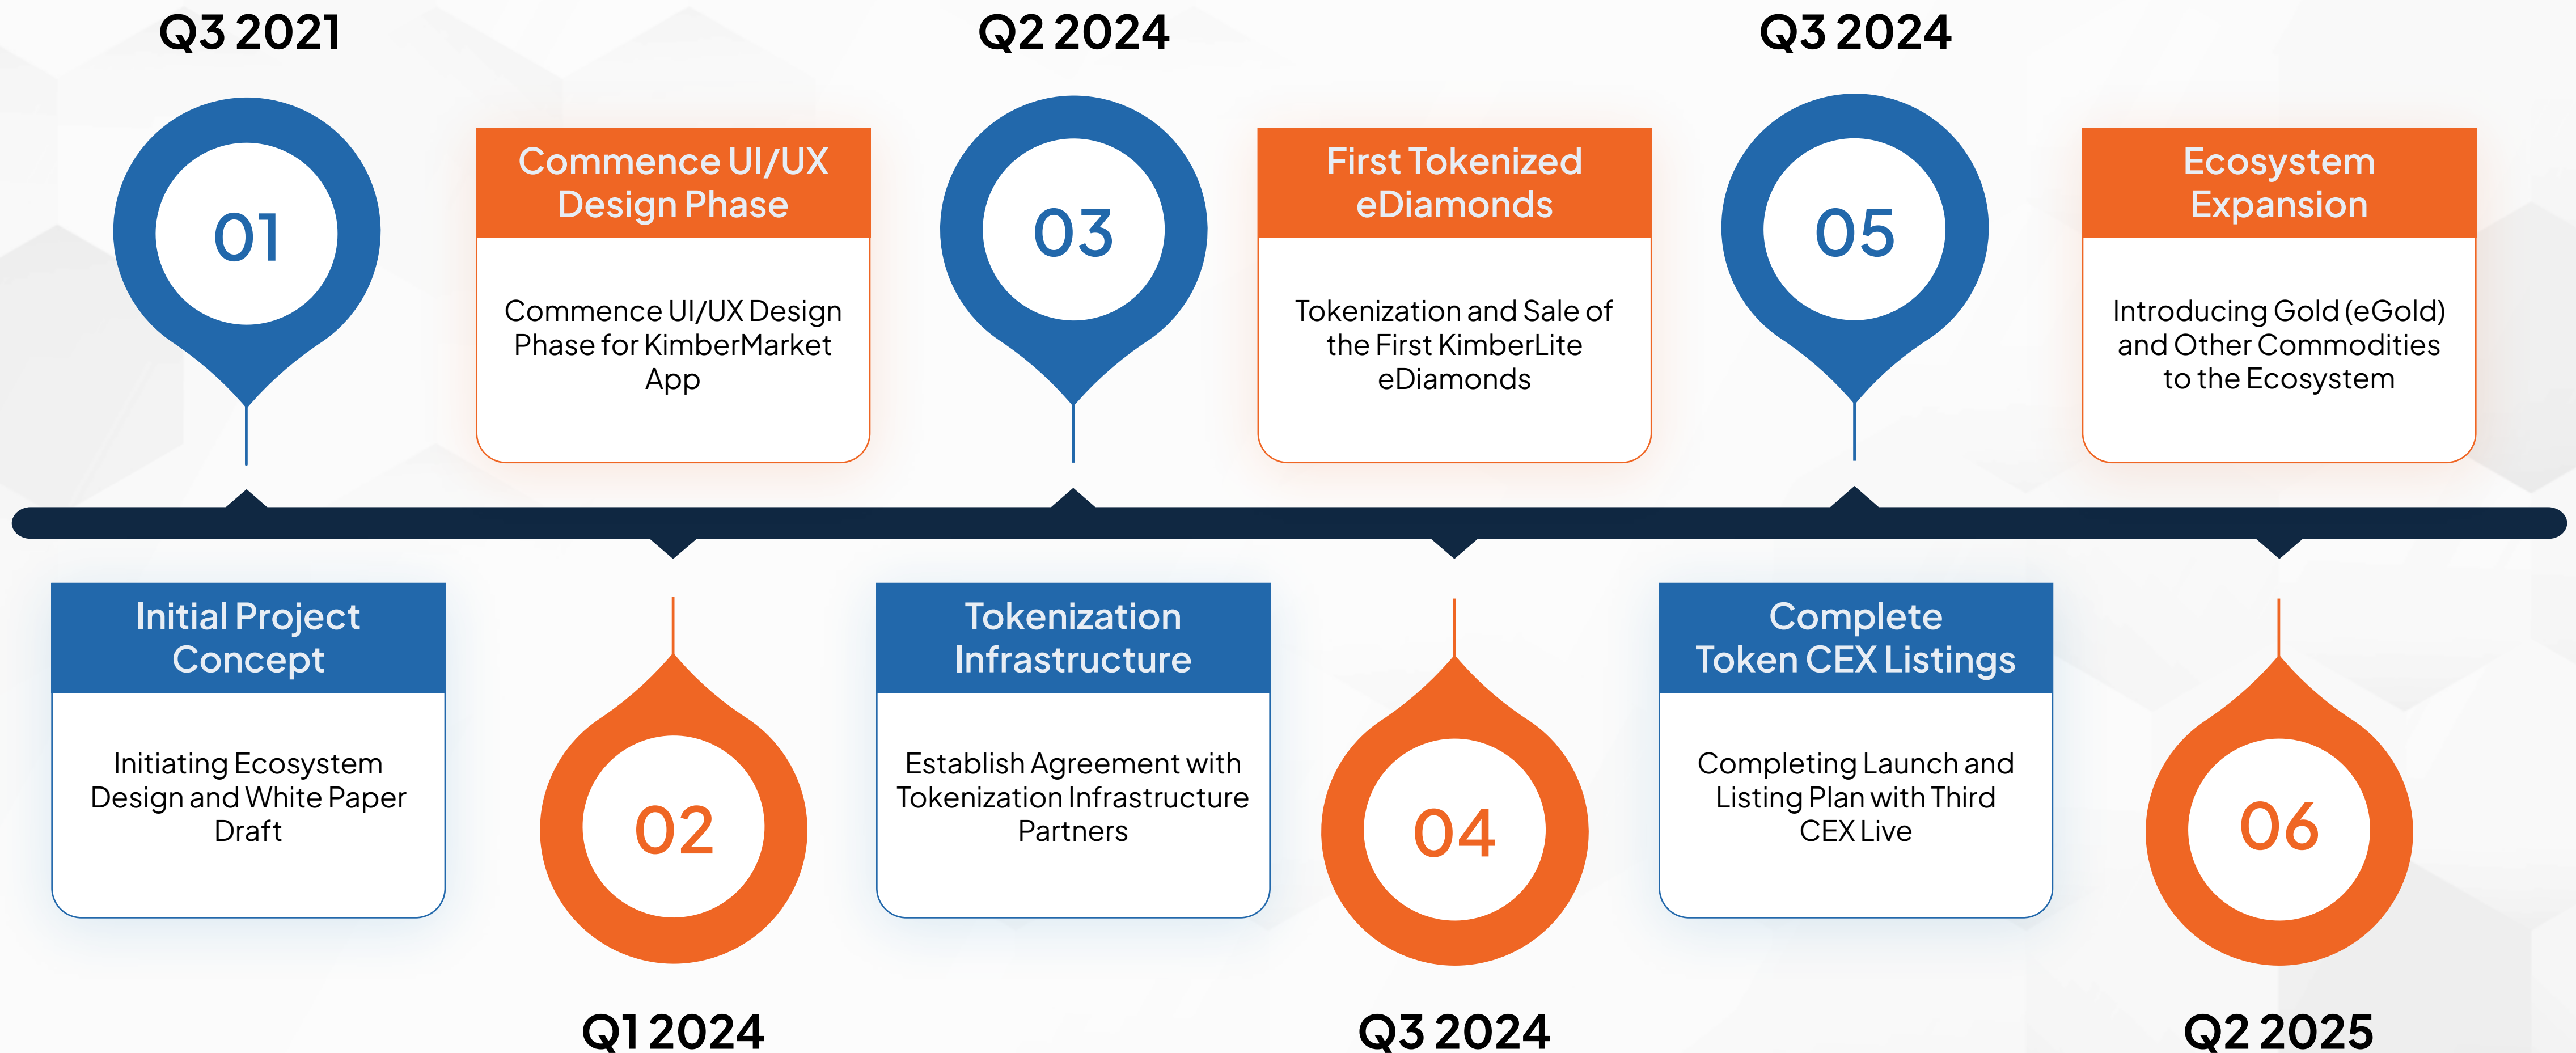 Q3 2021
01
Initial Project
Concept
Initiating Ecosystem
Design and White Paper
Draft
Commence UI/UX
Design Phase
Commence UI/UX Design
Phase for KimberMarket
App
02
Q1 2024
Q2 2024
03
Tokenization
Infrastructure
Establish Agreement with
Tokenization Infrastructure
Partners
First Tokenized
eDiamonds
Tokenization and Sale of
the First KimberLite
eDiamonds
04
Q3 2024
Q3 2024
05
Complete
Token CEX Listings
Completing Launch and
Listing Plan with Third
CEX Live
Ecosystem
Expansion
Introducing Gold (eGold)
and Other Commodities
to the Ecosystem
06
Q2 2025